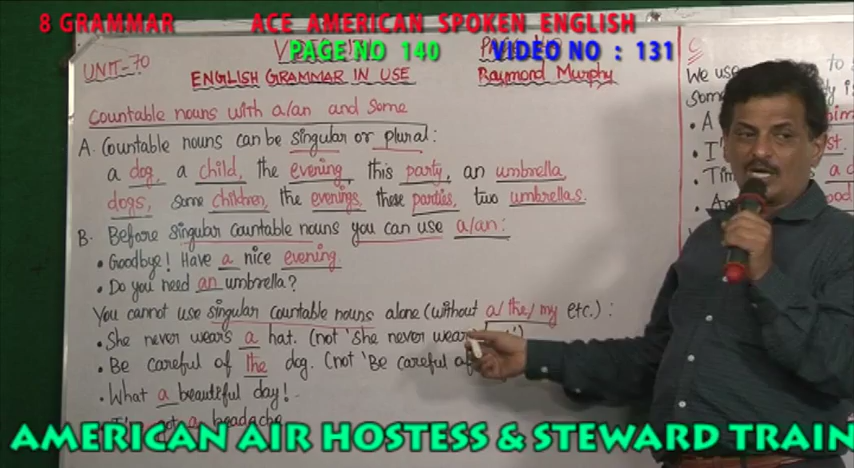 8 GRAMMAR ACE AMERICAN SPOKEN ENGLISH
PAGE NO 140 VIDEO NO : 131
UNIT-70
ENGLISH GRAMMAR IN USE Raymond Murphy
Countable nouns with a/an and some
A. Countable nouns can be singular or plural:
a dog, a child, the evening, this party, an umbrella,
dogs, some children, the evenings, these parties, two umbrellas.
B. Before singular countable nouns you can use a/an:
• Goodbye! Have a nice evening.
• Do you need an umbrella?
You cannot use singular countable nouns alone (without a/the/my etc.):
• She never wears a hat. (not 'She never wears
• Be careful of the dog. (not 'Be careful of
• What a beautiful day!
• a headache
We use
• A
• I'
• Tim
AMERICAN AIR HOSTESS & STEWARD TRAIN